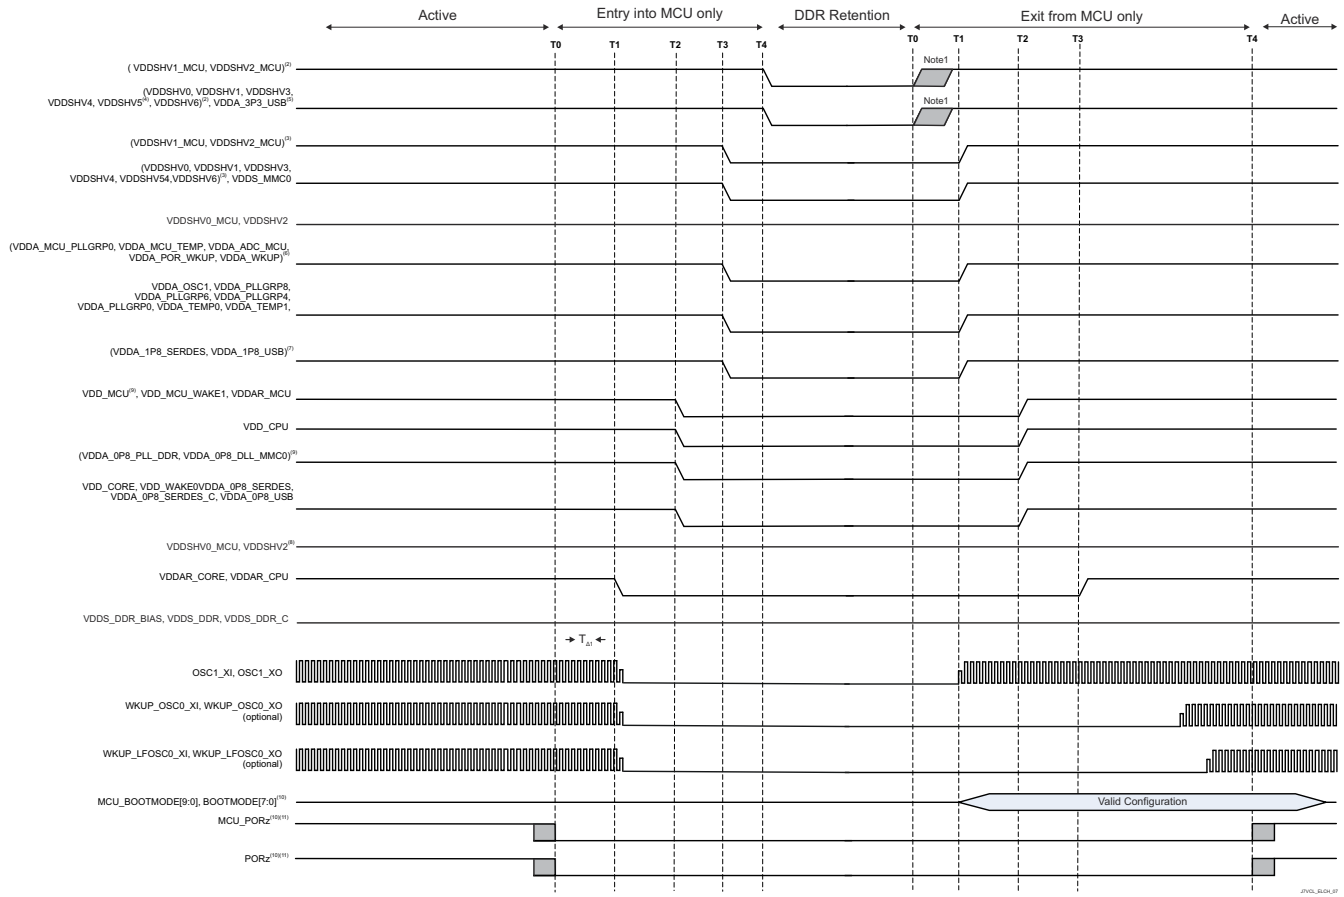 Active
Entry into MCU only
DDR Retention
Exit from MCU only
Active
T0
T1
T2
T3
T4
T0
T1
T2
T3
T4
( VDDSHV1_MCU, VDDSHV2_MCU)(2)
Note1
(VDDSHV0, VDDSHV1, VDDSHV3,
VDDSHV4, VDDSHV5(4), VDDSHV6)(2), VDDA_3P3_USB(5)
Note1
(VDDSHV1_MCU, VDDSHV2_MCU)(3)
(VDDSHV0, VDDSHV1, VDDSHV3,
VDDSHV4, VDDSHV54,VDDSHV6)(3), VDDS_MMC0
VDDSHV0_MCU, VDDSHV2
(VDDA_MCU_PLLGRP0, VDDA_MCU_TEMP, VDDA_ADC_MCU,
VDDA_POR_WKUP, VDDA_WKUP)(6)
VDDA_OSC1, VDDA_PLLGRP8,
VDDA_PLLGRP6, VDDA_PLLGRP4,
VDDA_PLLGRP0, VDDA_TEMP0, VDDA_TEMP1,
(VDDA_1P8_SERDES, VDDA_1P8_USB)(7)
VDD_MCU(9), VDD_MCU_WAKE1, VDDAR_MCU
VDD_CPU
(VDDA_0P8_PLL_DDR, VDDA_0P8_DLL_MMC0)(9)
VDD_CORE, VDD_WAKE0VDDA_0P8_SERDES,
VDDA_0P8_SERDES_C, VDDA_0P8_USB
VDDSHV0_MCU, VDDSHV2(8)
VDDAR_CORE, VDDAR_CPU
VDDS_DDR_BIAS, VDDS_DDR, VDDS_DDR_C
TΔ1
OSC1_XI, OSC1_XO
WKUP_OSC0_XI, WKUP_OSC0_XO
(optional)
WKUP_LFOSC0_XI, WKUP_LFOSC0_XO
(optional)
MCU_BOOTMODE[9:0], BOOTMODE[7:0](10)
Valid Configuration
MCU_PORz(10)(11)
PORz(10)(11)
J7VCL_ELCH_07